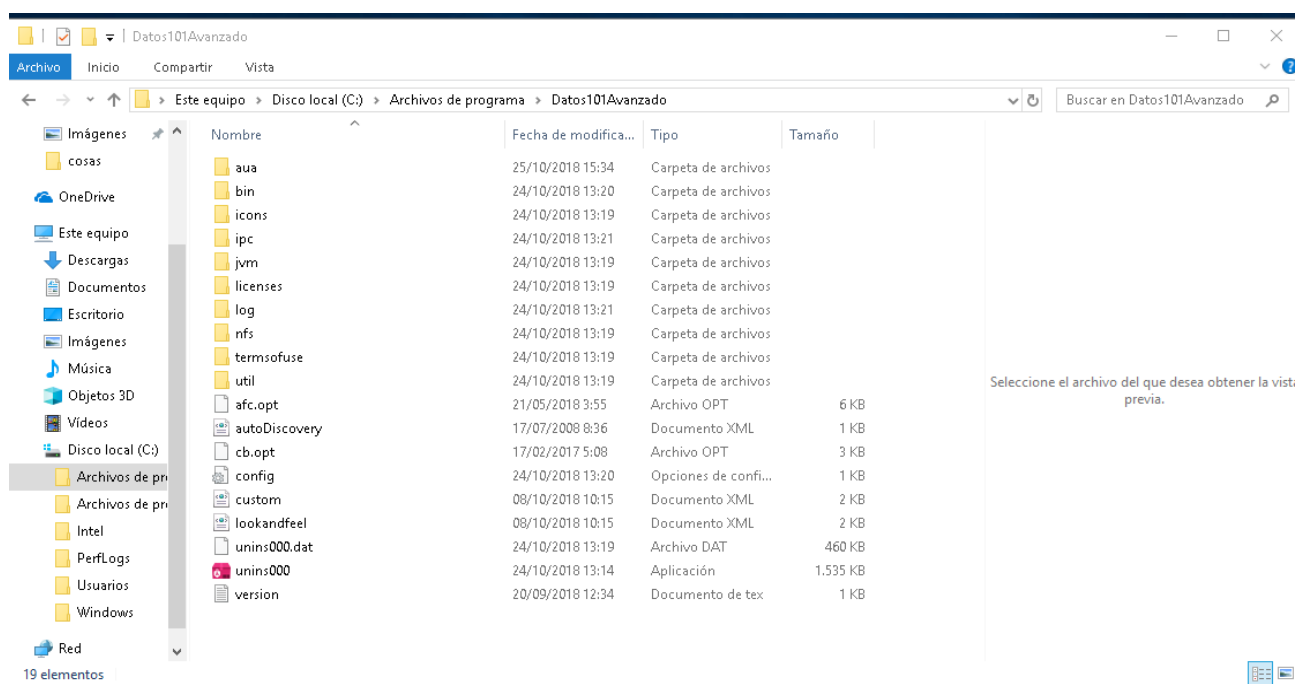 Datos101Avanzado
Archivo Inicio Compartir Vista
Este equipo > Disco local (C:) > Archivos de programa > Datos101Avanzado
Buscar en Datos101Avanzado
Imágenes
cosas
OneDrive
Este equipo
Descargas
Documentos
Escritorio
Imágenes
Música
Objetos 3D
Vídeos
Disco local (C:)
Archivos de pr
Archivos de pr
Intel
PerfLogs
Usuarios
Windows
Red
Nombre Fecha de modifica... Tipo Tamaño
aua 25/10/2018 15:34 Carpeta de archivos
bin 24/10/2018 13:20 Carpeta de archivos
icons 24/10/2018 13:19 Carpeta de archivos
ipc 24/10/2018 13:21 Carpeta de archivos
jvm 24/10/2018 13:19 Carpeta de archivos
licenses 24/10/2018 13:19 Carpeta de archivos
log 24/10/2018 13:21 Carpeta de archivos
nfs 24/10/2018 13:19 Carpeta de archivos
termsofuse 24/10/2018 13:19 Carpeta de archivos
util 24/10/2018 13:19 Carpeta de archivos
afc.opt 21/05/2018 3:55 Archivo OPT 6 KB
autoDiscovery 17/07/2008 8:36 Documento XML 1 KB
cb.opt 17/02/2017 5:08 Archivo OPT 3 KB
config 24/10/2018 13:20 Opciones de confi... 1 KB
custom 08/10/2018 10:15 Documento XML 2 KB
lookandfeel 08/10/2018 10:15 Documento XML 2 KB
unins000.dat 24/10/2018 13:19 Archivo DAT 460 KB
unins000 24/10/2018 13:14 Aplicación 1.535 KB
version 20/09/2018 12:34 Documento de tex 1 KB
Seleccione el archivo del que desea obtener la vista
previa.
19 elementos